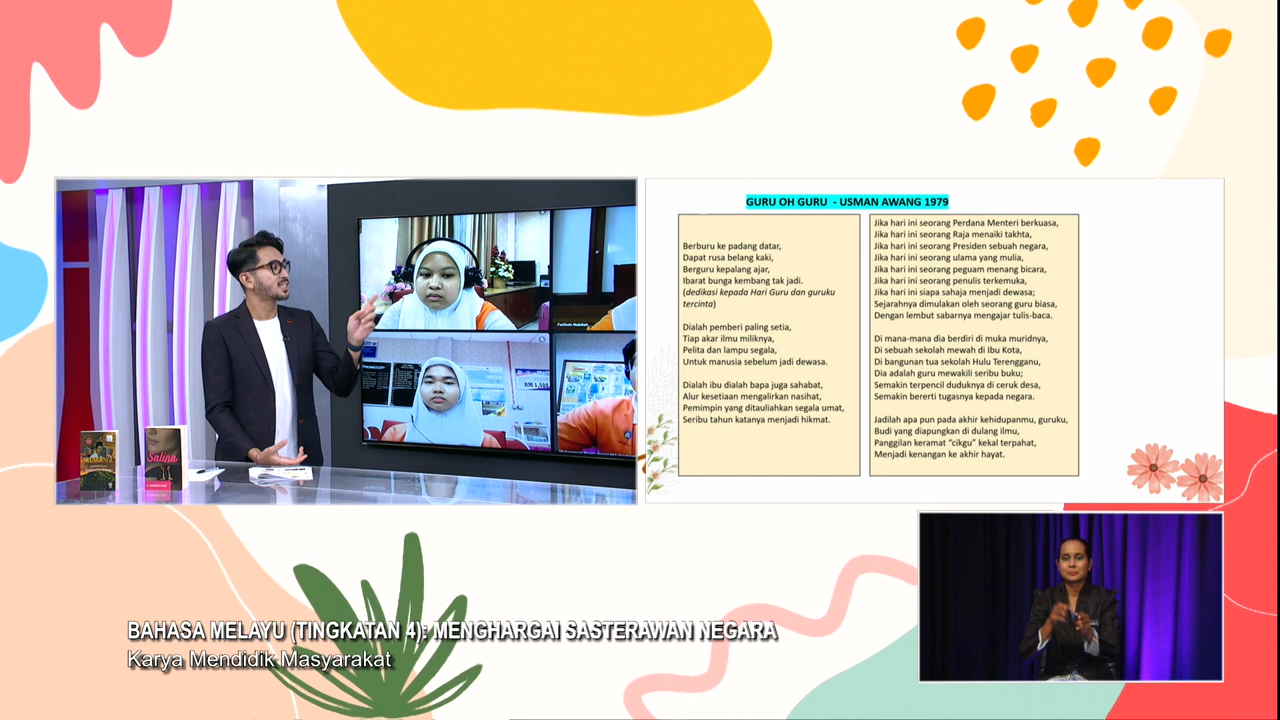 GURU OH GURU - USMAN AWANG 1979
Berburu ke padang datar,
Dapat rusa belang kaki,
Berguru kepalang ajar,
Ibarat bunga kembang tak jadi.
(dedikasi kepada Hari Guru dan guruku
tercinta)
Dialah pemberi paling setia,
Tiap akar ilmu miliknya,
Pelita dan lampu segala,
Untuk manusia sebelum jadi dewasa.
Dialah ibu dialah bapa juga sahabat,
Alur kesetiaan mengalirkan nasihat,
Pemimpin yang ditauliahkan segala umat,
Seribu tahun katanya menjadi hikmat.
Jika hari ini seorang Perdana Menteri berkuasa,
Jika hari ini seorang Raja menaiki takhta,
Jika hari ini seorang Presiden sebuah negara,
Jika hari ini seorang ulama yang mulia,
Jika hari ini seorang peguam menang bicara,
Jika hari ini seorang penulis terkemuka,
Jika hari ini siapa sahaja menjadi dewasa;
Sejarahnya dimulakan oleh seorang guru biasa,
Dengan lembut sabarnya mengajar tulis-baca.
Di mana-mana dia berdiri di muka muridnya,
Di sebuah sekolah mewah di Ibu Kota,
Di bangunan tua sekolah Hulu Terengganu,
Dia adalah guru mewakili seribu buku;
Semakin terpencil duduknya di ceruk desa,
Semakin bererti tugasnya kepada negara.
Jadilah apa pun pada akhir kehidupanmu, guruku,
Budi yang diapungkan di dulang ilmu,
Panggilan keramat "cikgu" kekal terpahat,
Menjadi kenangan ke akhir hayat.
Salina
BAHASA MELAYU (TINGKATAN 4): MENGHARGAI SASTERAWAN NEGARA
Karya Mendidik Masyarakat